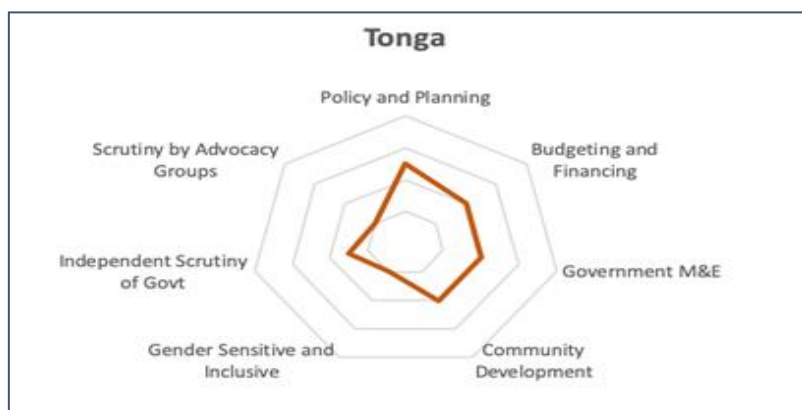 Tonga
Policy and Planning
Scrutiny by Advocacy
Groups
Budgeting and
Financing
Independent Scrutiny
of Govt
Government M&E
Gender Sensitive and
Inclusive
Community
Development